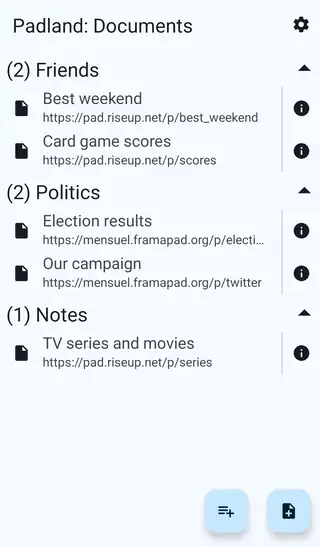 Padland: Documents
(2) Friends
Best weekend
https://pad.riseup.net/p/best_weekend
Card game scores
https://pad.riseup.net/p/scores
(2) Politics
Election results
https://mensuel.framapad.org/p/electi...
Our campaign
https://mensuel.framapad.org/p/twitter
(1) Notes
TV series and movies
https://pad.riseup.net/p/series